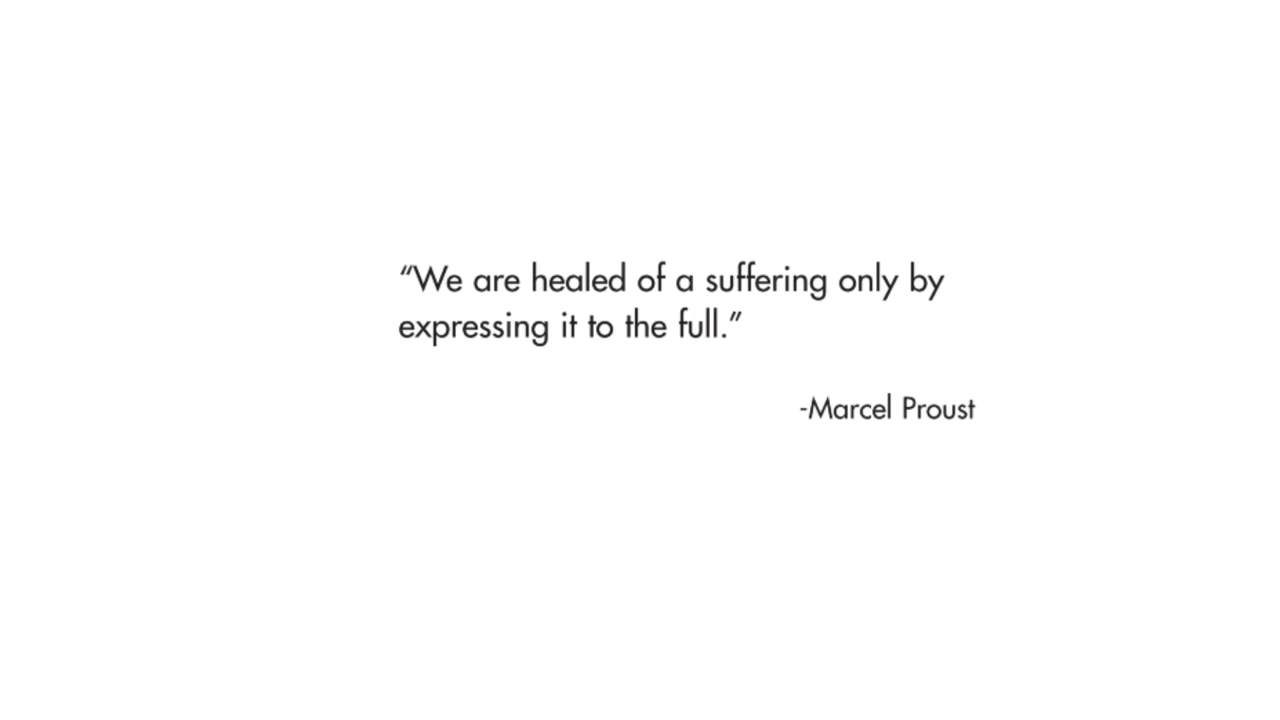 “We are healed of a suffering only by
expressing it to the full.”
-Marcel Proust